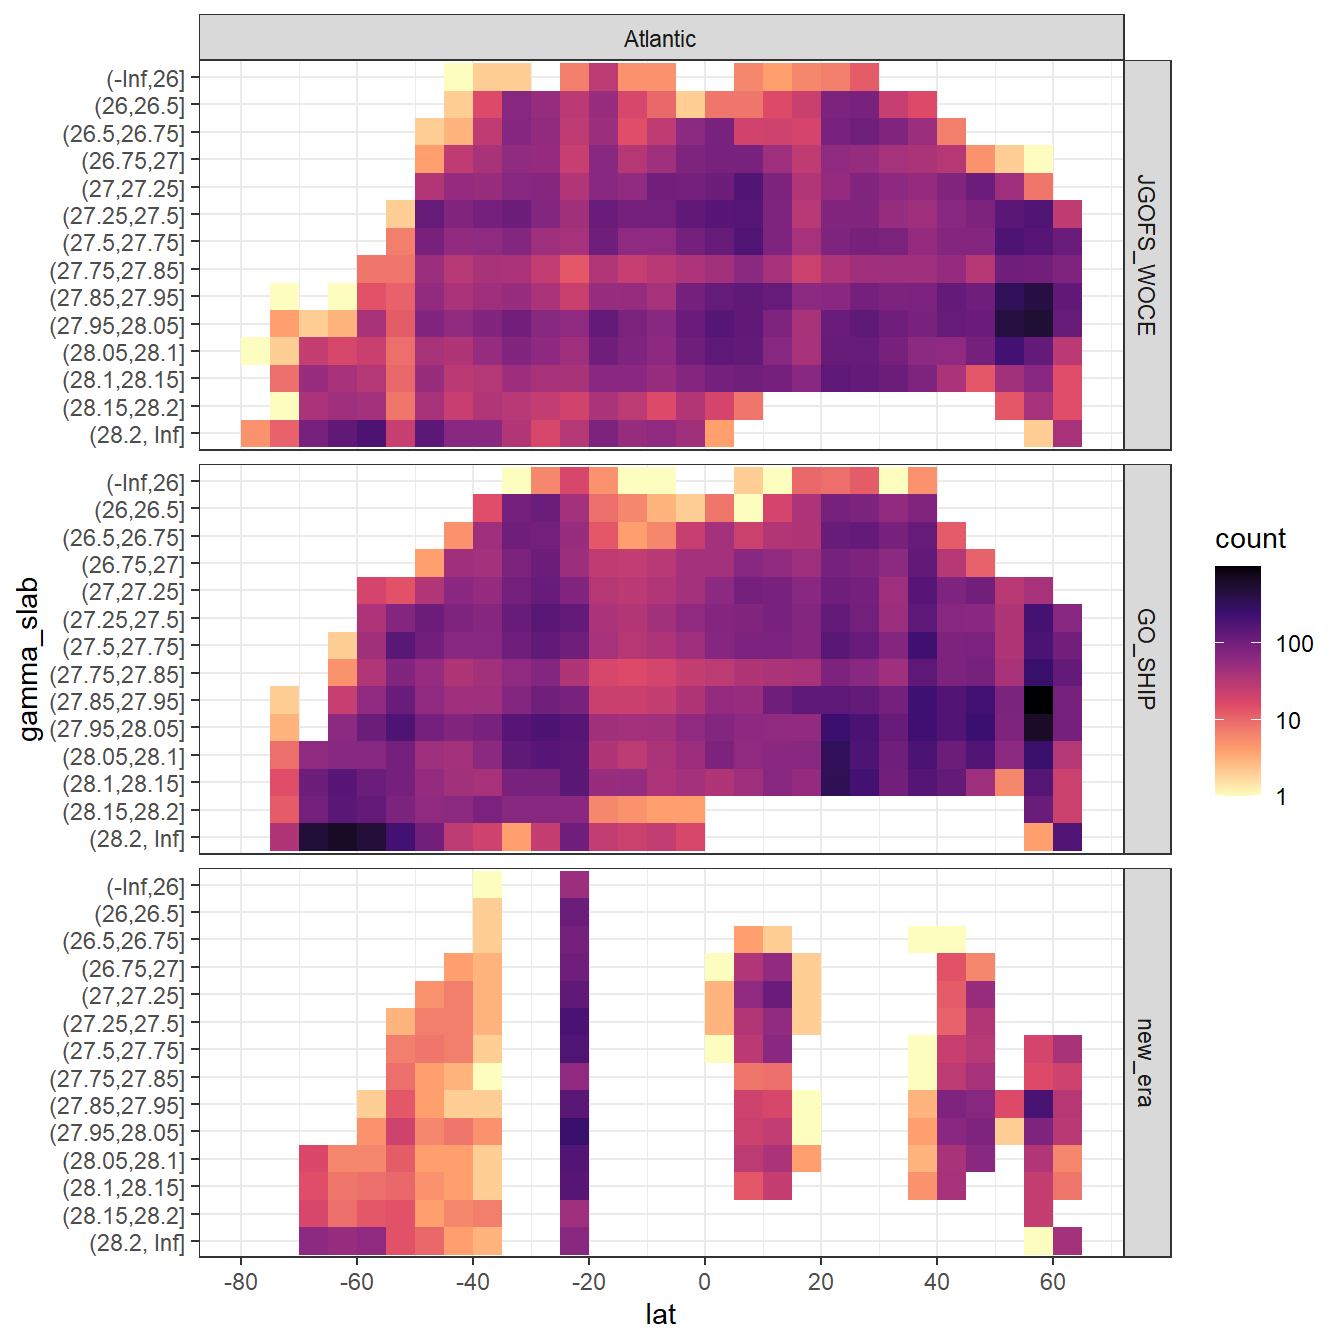 Atlantic
(-Inf,26]
(26,26.5]
(26.5,26.75]
(26.75,27]
(27,27.25]
(27.25,27.5]
(27.5,27.75]
(27.75,27.85]
(27.85,27.95]
(27.95,28.05]
(28.05,28.1]
(28.1,28.15]
(28.15,28.2]
(28.2, Inf]
JGOFS_WOCE
(-Inf,26]
(26,26.5]
(26.5,26.75]
(26.75,27]
(27,27.25]
(27.25,27.5]
(27.5,27.75]
(27.75,27.85]
(27.85,27.95]
(27.95,28.05]
(28.05,28.1]
(28.1,28.15]
(28.15,28.2]
(28.2, Inf]
GO_SHIP
(-Inf,26]
(26,26.5]
(26.5,26.75]
(26.75,27]
(27,27.25]
(27.25,27.5]
(27.5,27.75]
(27.75,27.85]
(27.85,27.95]
(27.95,28.05]
(28.05,28.1]
(28.1,28.15]
(28.15,28.2]
(28.2, Inf]
new_era
gamma_slab
-80 -60 -40 -20 0 20 40 60
lat
count
100
10
1